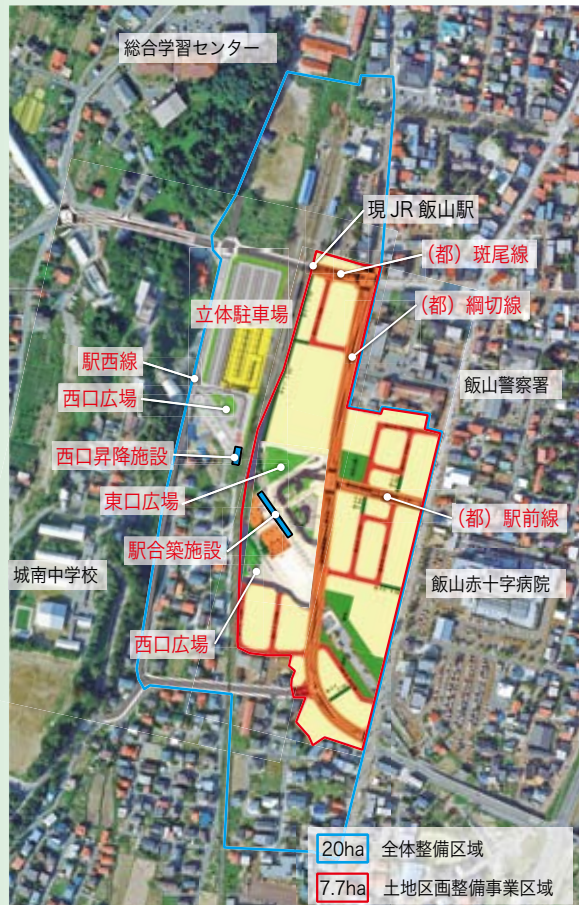 総合学習センター
現 JR 飯山駅
(都) 斑尾線
立体駐車場
(都) 綱切線
駅西線
飯山警察署
西口広場
西口昇降施設
東口広場
(都) 駅前線
駅合築施設
城南中学校
飯山赤十字病院
西口広場
20ha 全体整備区域
7.7ha 土地区画整備事業区域